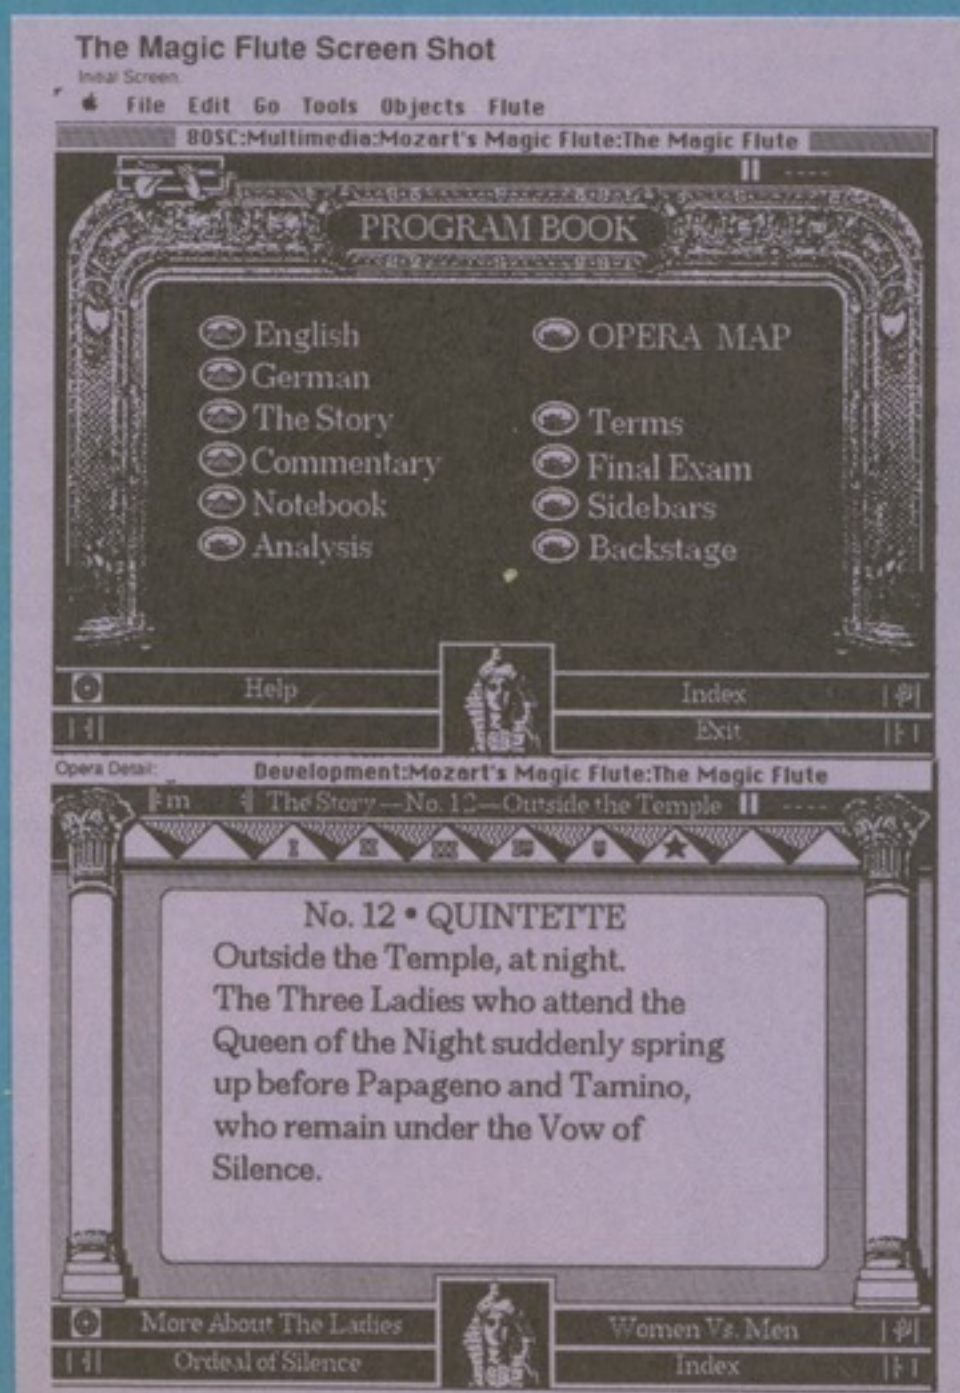 The Magic Flute Screen Shot
Initial Screen:
File Edit Go Tools Objects Flute
80SC:Multimedia:Mozart's Magic Flute:The Magic Flute
PROGRAM BOOK
English
German
The Story
Commentary
Notebook
Analysis
OPERA MAP
Terms
Final Exam
Sidebars
Backstage
Help
Index
Exit
Opera Detail:
Development:Mozart's Magic Flute:The Magic Flute
The Story—No. 12—Outside the Temple
I II III IV V
No. 12 • QUINTETTE
Outside the Temple, at night.
The Three Ladies who attend the
Queen of the Night suddenly spring
up before Papageno and Tamino,
who remain under the Vow of
Silence.
More About The Ladies
Women Vs. Men
Ordeal of Silence
Index